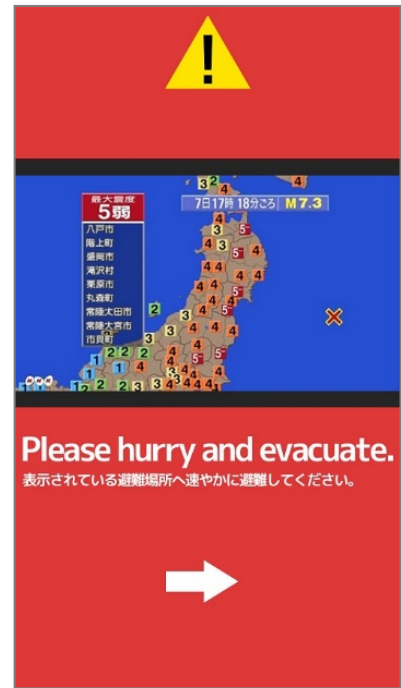 !
最大震度
5弱
7日17時18分ごろ M7.3
八戸市
階上町
盛岡市
滝沢村
栗原市
丸森町
常陸太田市
常陸大宮市
市貝町
NHK
Please hurry and evacuate.
表示されている避難場所へ速やかに避難してください。